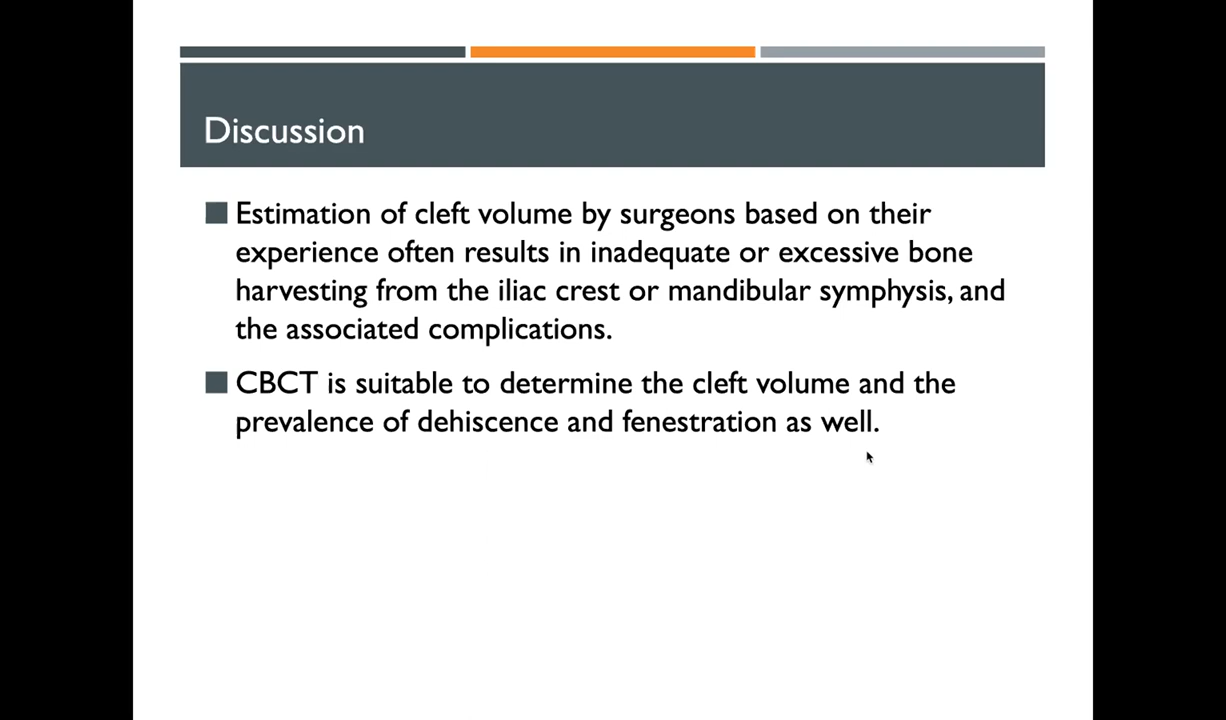 Discussion
Estimation of cleft volume by surgeons based on their
experience often results in inadequate or excessive bone
harvesting from the iliac crest or mandibular symphysis, and
the associated complications.
CBCT is suitable to determine the cleft volume and the
prevalence of dehiscence and fenestration as well.